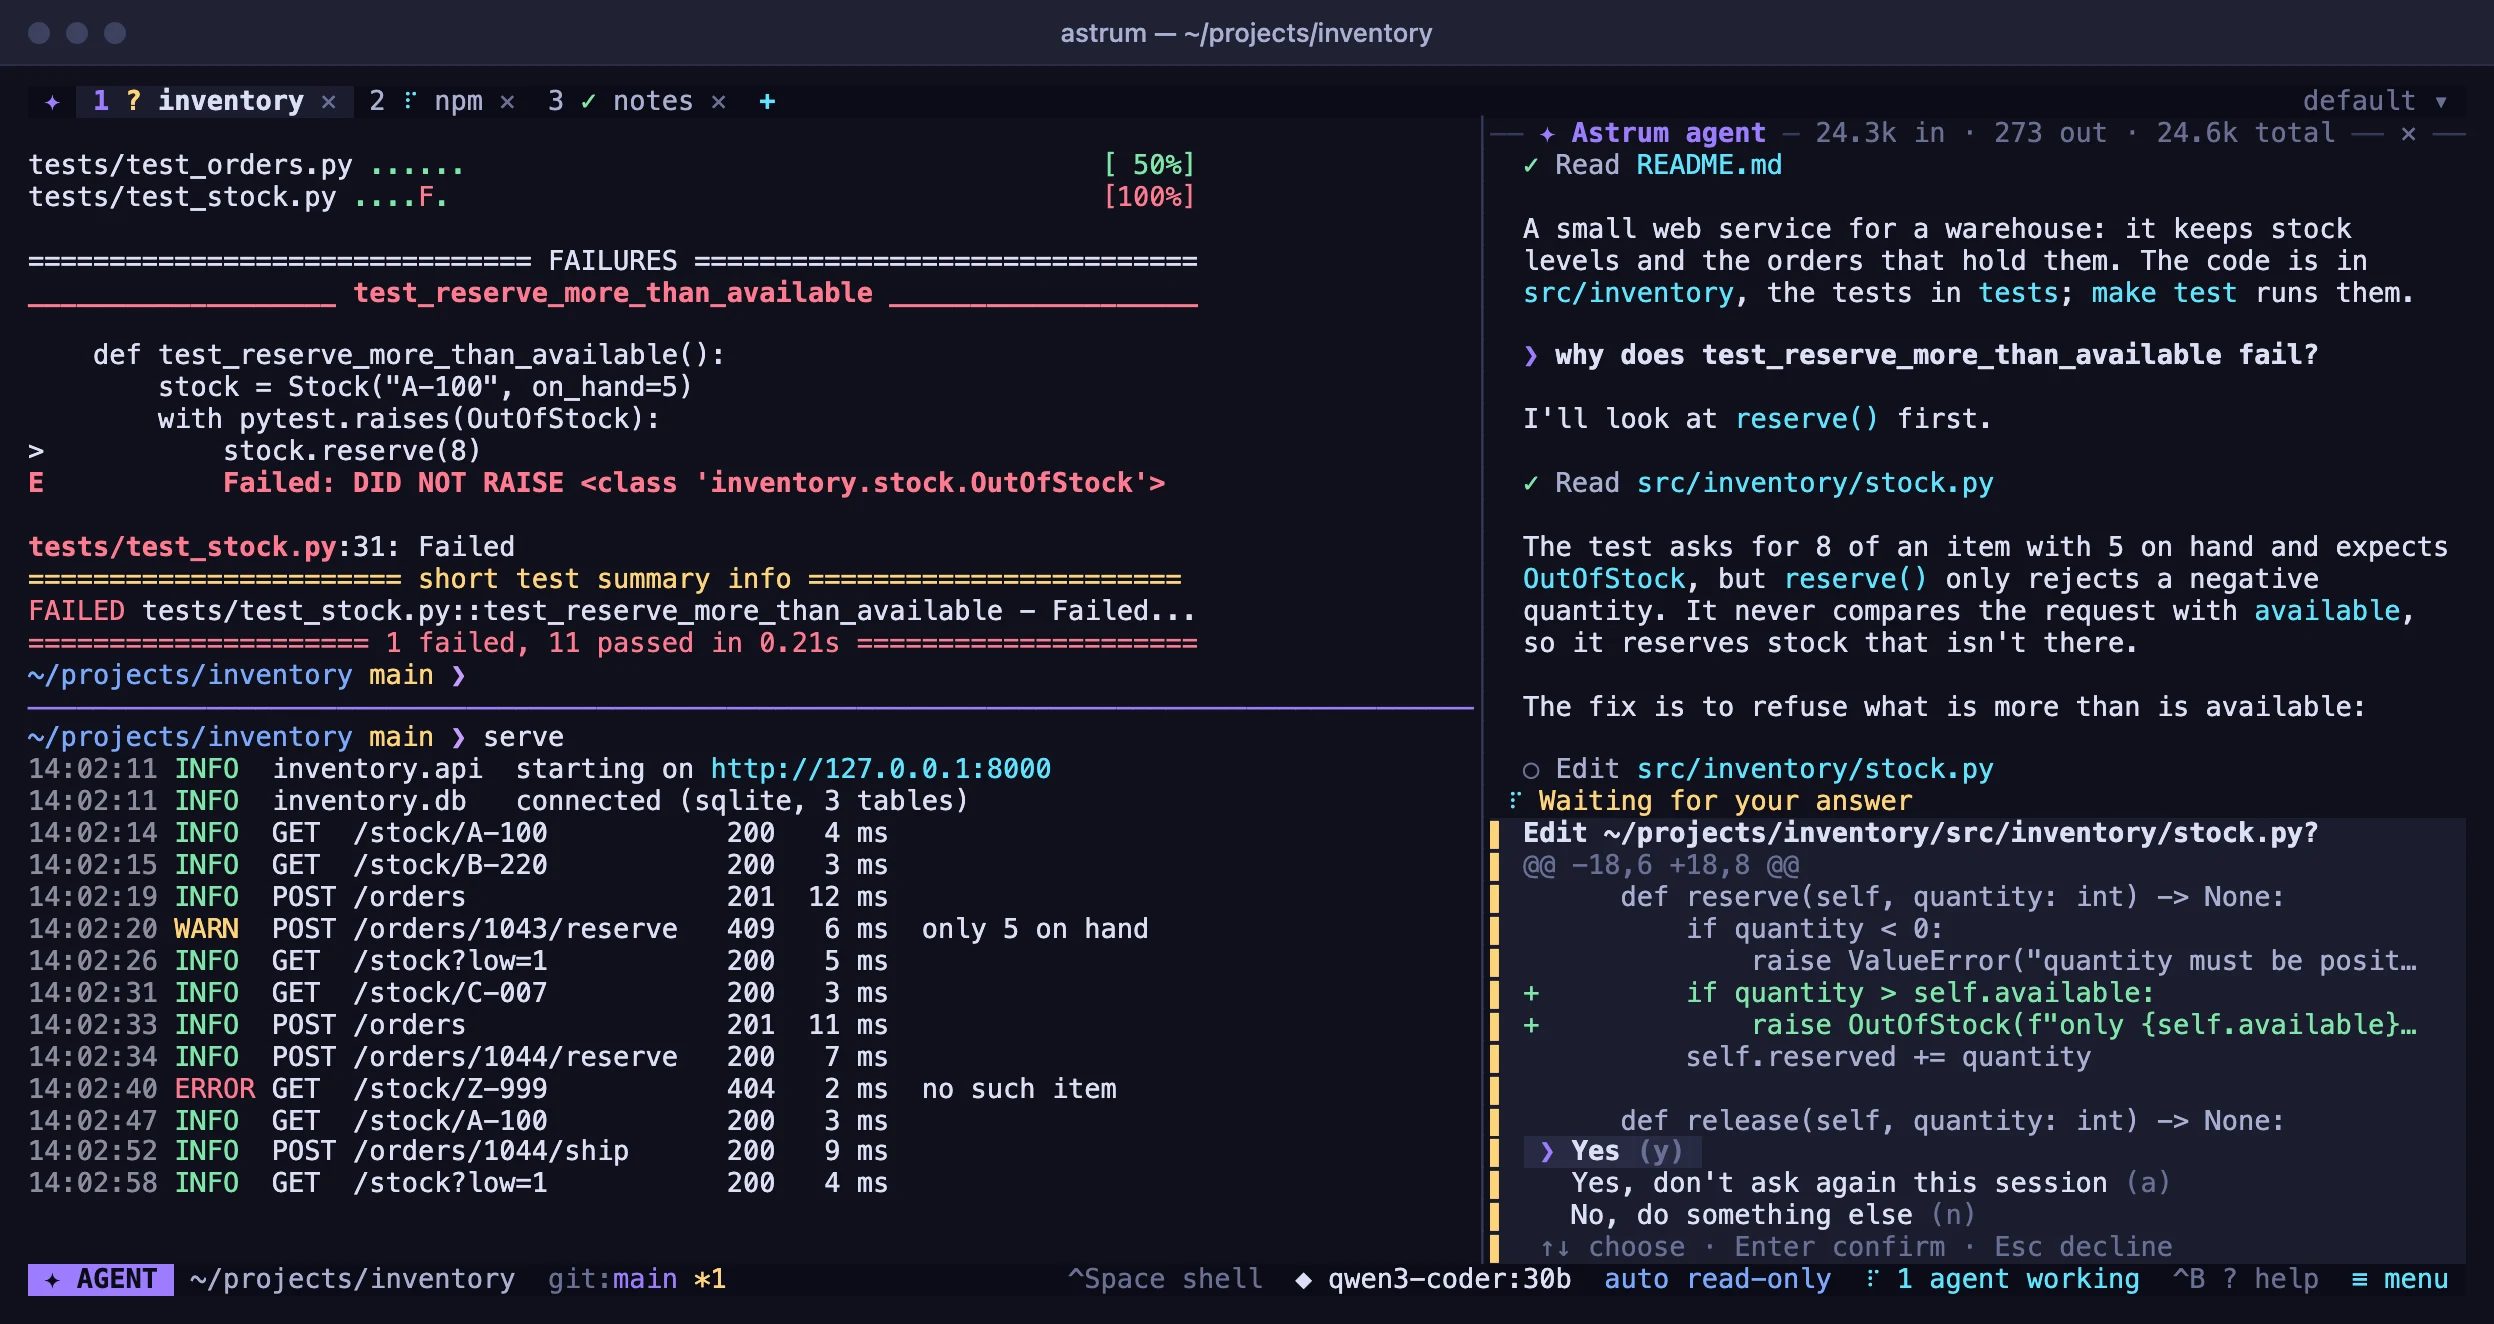 astrum — ~/projects/inventory
✦ 1 ? inventory × 2 ⠏ npm × 3 ✓ notes × + default ▾
tests/test_orders.py ...... [ 50%]
tests/test_stock.py ....F. [100%]
=============================== FAILURES ===============================
___________________ test_reserve_more_than_available ___________________
def test_reserve_more_than_available():
stock = Stock("A-100", on_hand=5)
with pytest.raises(OutOfStock):
> stock.reserve(8)
E Failed: DID NOT RAISE <class 'inventory.stock.OutOfStock'>
tests/test_stock.py:31: Failed
======================= short test summary info =======================
FAILED tests/test_stock.py::test_reserve_more_than_available - Failed...
===================== 1 failed, 11 passed in 0.21s =====================
~/projects/inventory main ❯
~/projects/inventory main ❯ serve
14:02:11 INFO inventory.api starting on http://127.0.0.1:8000
14:02:11 INFO inventory.db connected (sqlite, 3 tables)
14:02:14 INFO GET /stock/A-100 200 4 ms
14:02:15 INFO GET /stock/B-220 200 3 ms
14:02:19 INFO POST /orders 201 12 ms
14:02:20 WARN POST /orders/1043/reserve 409 6 ms only 5 on hand
14:02:26 INFO GET /stock?low=1 200 5 ms
14:02:31 INFO GET /stock/C-007 200 3 ms
14:02:33 INFO POST /orders 201 11 ms
14:02:34 INFO POST /orders/1044/reserve 200 7 ms
14:02:40 ERROR GET /stock/Z-999 404 2 ms no such item
14:02:47 INFO GET /stock/A-100 200 3 ms
14:02:52 INFO POST /orders/1044/ship 200 9 ms
14:02:58 INFO GET /stock?low=1 200 4 ms
✦ Astrum agent — 24.3k in · 273 out · 24.6k total — × —
✓ Read README.md
A small web service for a warehouse: it keeps stock
levels and the orders that hold them. The code is in
src/inventory, the tests in tests; make test runs them.
❯ why does test_reserve_more_than_available fail?
I'll look at reserve() first.
✓ Read src/inventory/stock.py
The test asks for 8 of an item with 5 on hand and expects
OutOfStock, but reserve() only rejects a negative
quantity. It never compares the request with available,
so it reserves stock that isn't there.
The fix is to refuse what is more than is available:
○ Edit src/inventory/stock.py
⠏ Waiting for your answer
Edit ~/projects/inventory/src/inventory/stock.py?
@@ -18,6 +18,8 @@
def reserve(self, quantity: int) -> None:
if quantity < 0:
raise ValueError("quantity must be posit…
+ if quantity > self.available:
+ raise OutOfStock(f"only {self.available}…
self.reserved += quantity
def release(self, quantity: int) -> None:
❯ Yes (y)
Yes, don't ask again this session (a)
No, do something else (n)
↑↓ choose · Enter confirm · Esc decline
✦ AGENT ~/projects/inventory git:main *1 ^Space shell ◆ qwen3-coder:30b auto read-only ⠏ 1 agent working ^B ? help ≡ menu